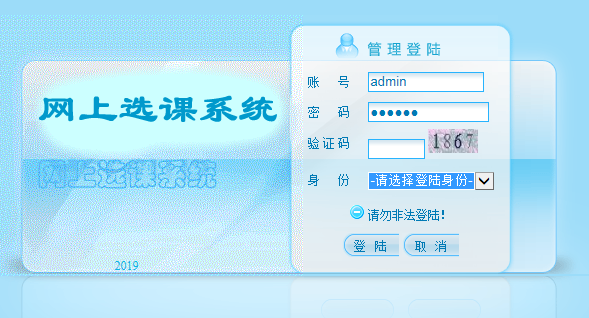 管理登陆
账 号 admin
网上选课系统
密 码 ●●●●●●
验证码 1867
网上选课系统
身 份 -请选择登陆身份-
请勿非法登陆!
登 陆 取 消
2019